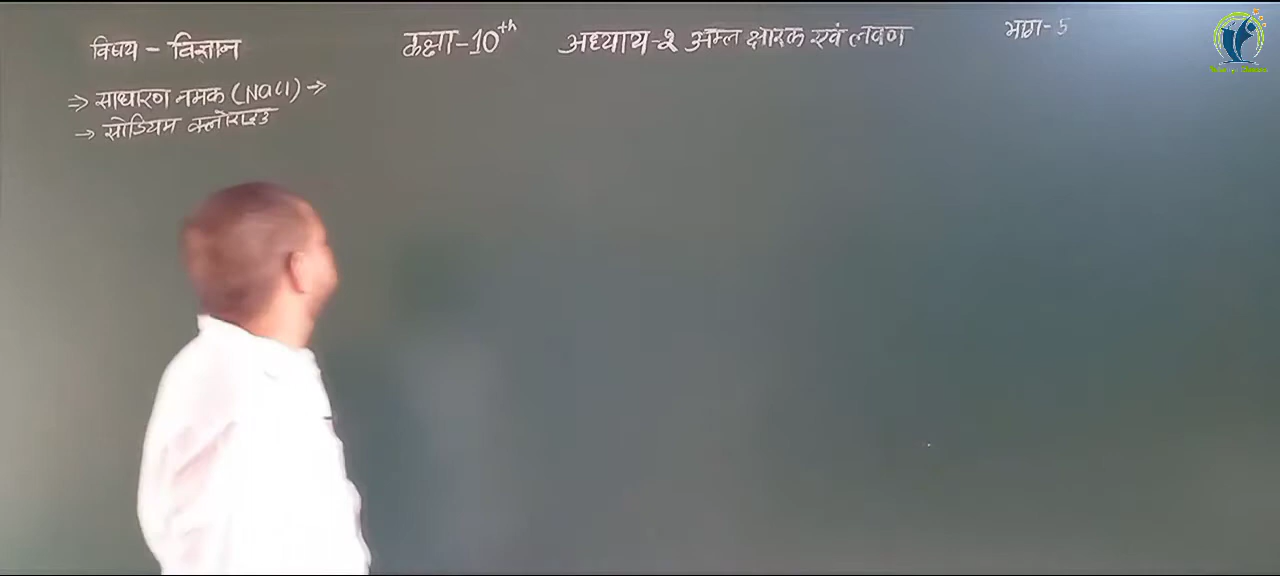 विषय - विज्ञान कक्षा-10th अध्याय-2 अम्ल क्षारक एवं लवण भाग-5
⇒ साधारण नमक (NaCl) →
→ सोडियम क्लोराइड